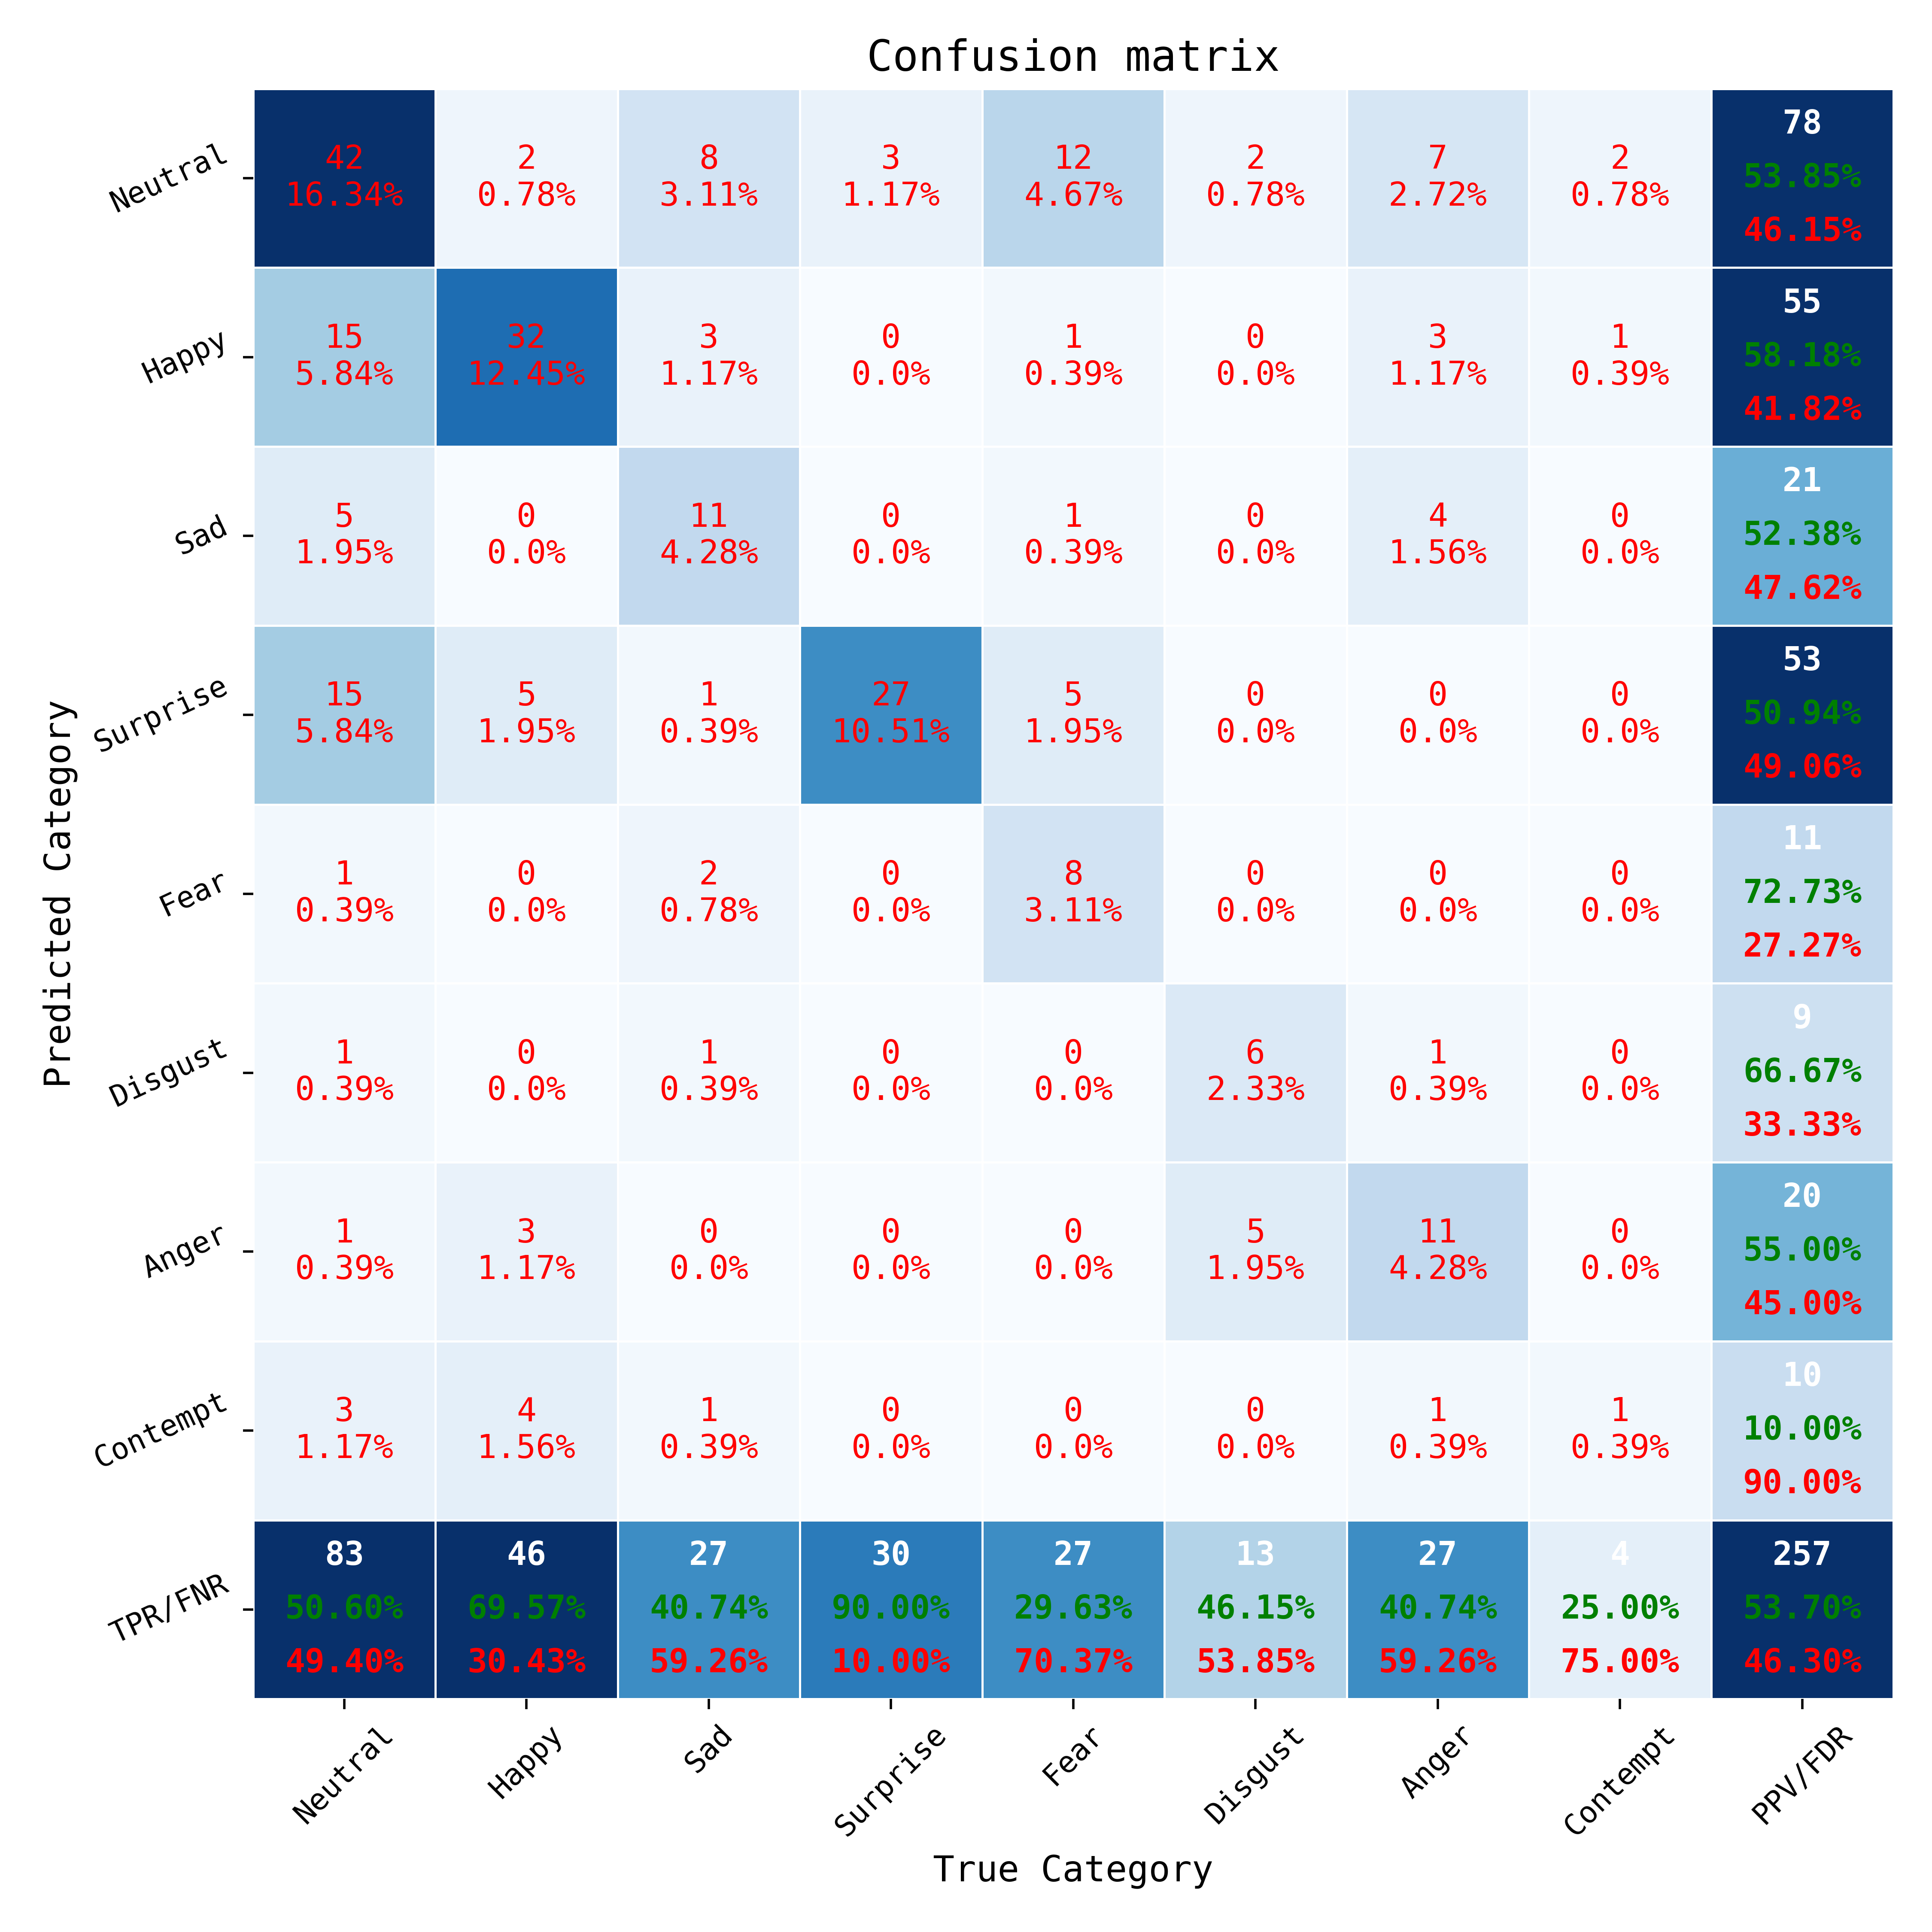 Confusion matrix
Neutral
42 2 8 3 12 2 7 2 78
16.34% 0.78% 3.11% 1.17% 4.67% 0.78% 2.72% 0.78% 53.85%
46.15%
Happy
15 32 3 0 1 0 3 1 55
5.84% 12.45% 1.17% 0.0% 0.39% 0.0% 1.17% 0.39% 58.18%
41.82%
Sad
5 0 11 0 1 0 4 0 21
1.95% 0.0% 4.28% 0.0% 0.39% 0.0% 1.56% 0.0% 52.38%
47.62%
Surprise
15 5 1 27 5 0 0 0 53
5.84% 1.95% 0.39% 10.51% 1.95% 0.0% 0.0% 0.0% 50.94%
49.06%
Fear
1 0 2 0 8 0 0 0 11
0.39% 0.0% 0.78% 0.0% 3.11% 0.0% 0.0% 0.0% 72.73%
27.27%
Disgust
1 0 1 0 0 6 1 0 9
0.39% 0.0% 0.39% 0.0% 0.0% 2.33% 0.39% 0.0% 66.67%
33.33%
Anger
1 3 0 0 0 5 11 0 20
0.39% 1.17% 0.0% 0.0% 0.0% 1.95% 4.28% 0.0% 55.00%
45.00%
Contempt
3 4 1 0 0 0 1 1 10
1.17% 1.56% 0.39% 0.0% 0.0% 0.0% 0.39% 0.39% 10.00%
90.00%
TPR/FNR
83 46 27 30 27 13 27 4 257
50.60% 69.57% 40.74% 90.00% 29.63% 46.15% 40.74% 25.00% 53.70%
49.40% 30.43% 59.26% 10.00% 70.37% 53.85% 59.26% 75.00% 46.30%
Neutral Happy Sad Surprise Fear Disgust Anger Contempt PPV/FDR
True Category
Predicted Category